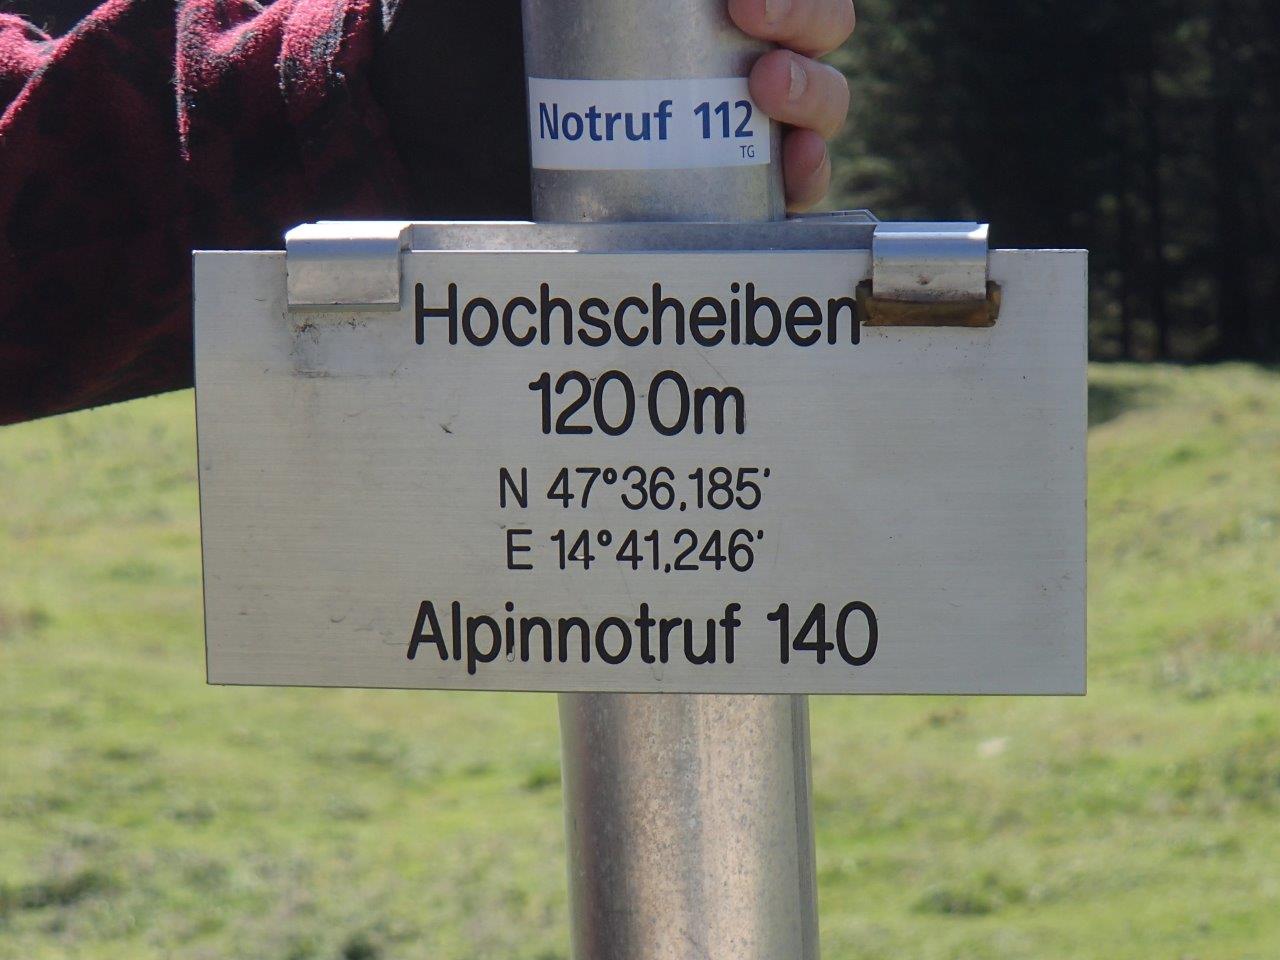 Notruf 112
TG
Hochscheiben
1200m
N 47°36,185'
E 14°41,246'
Alpinnotruf 140